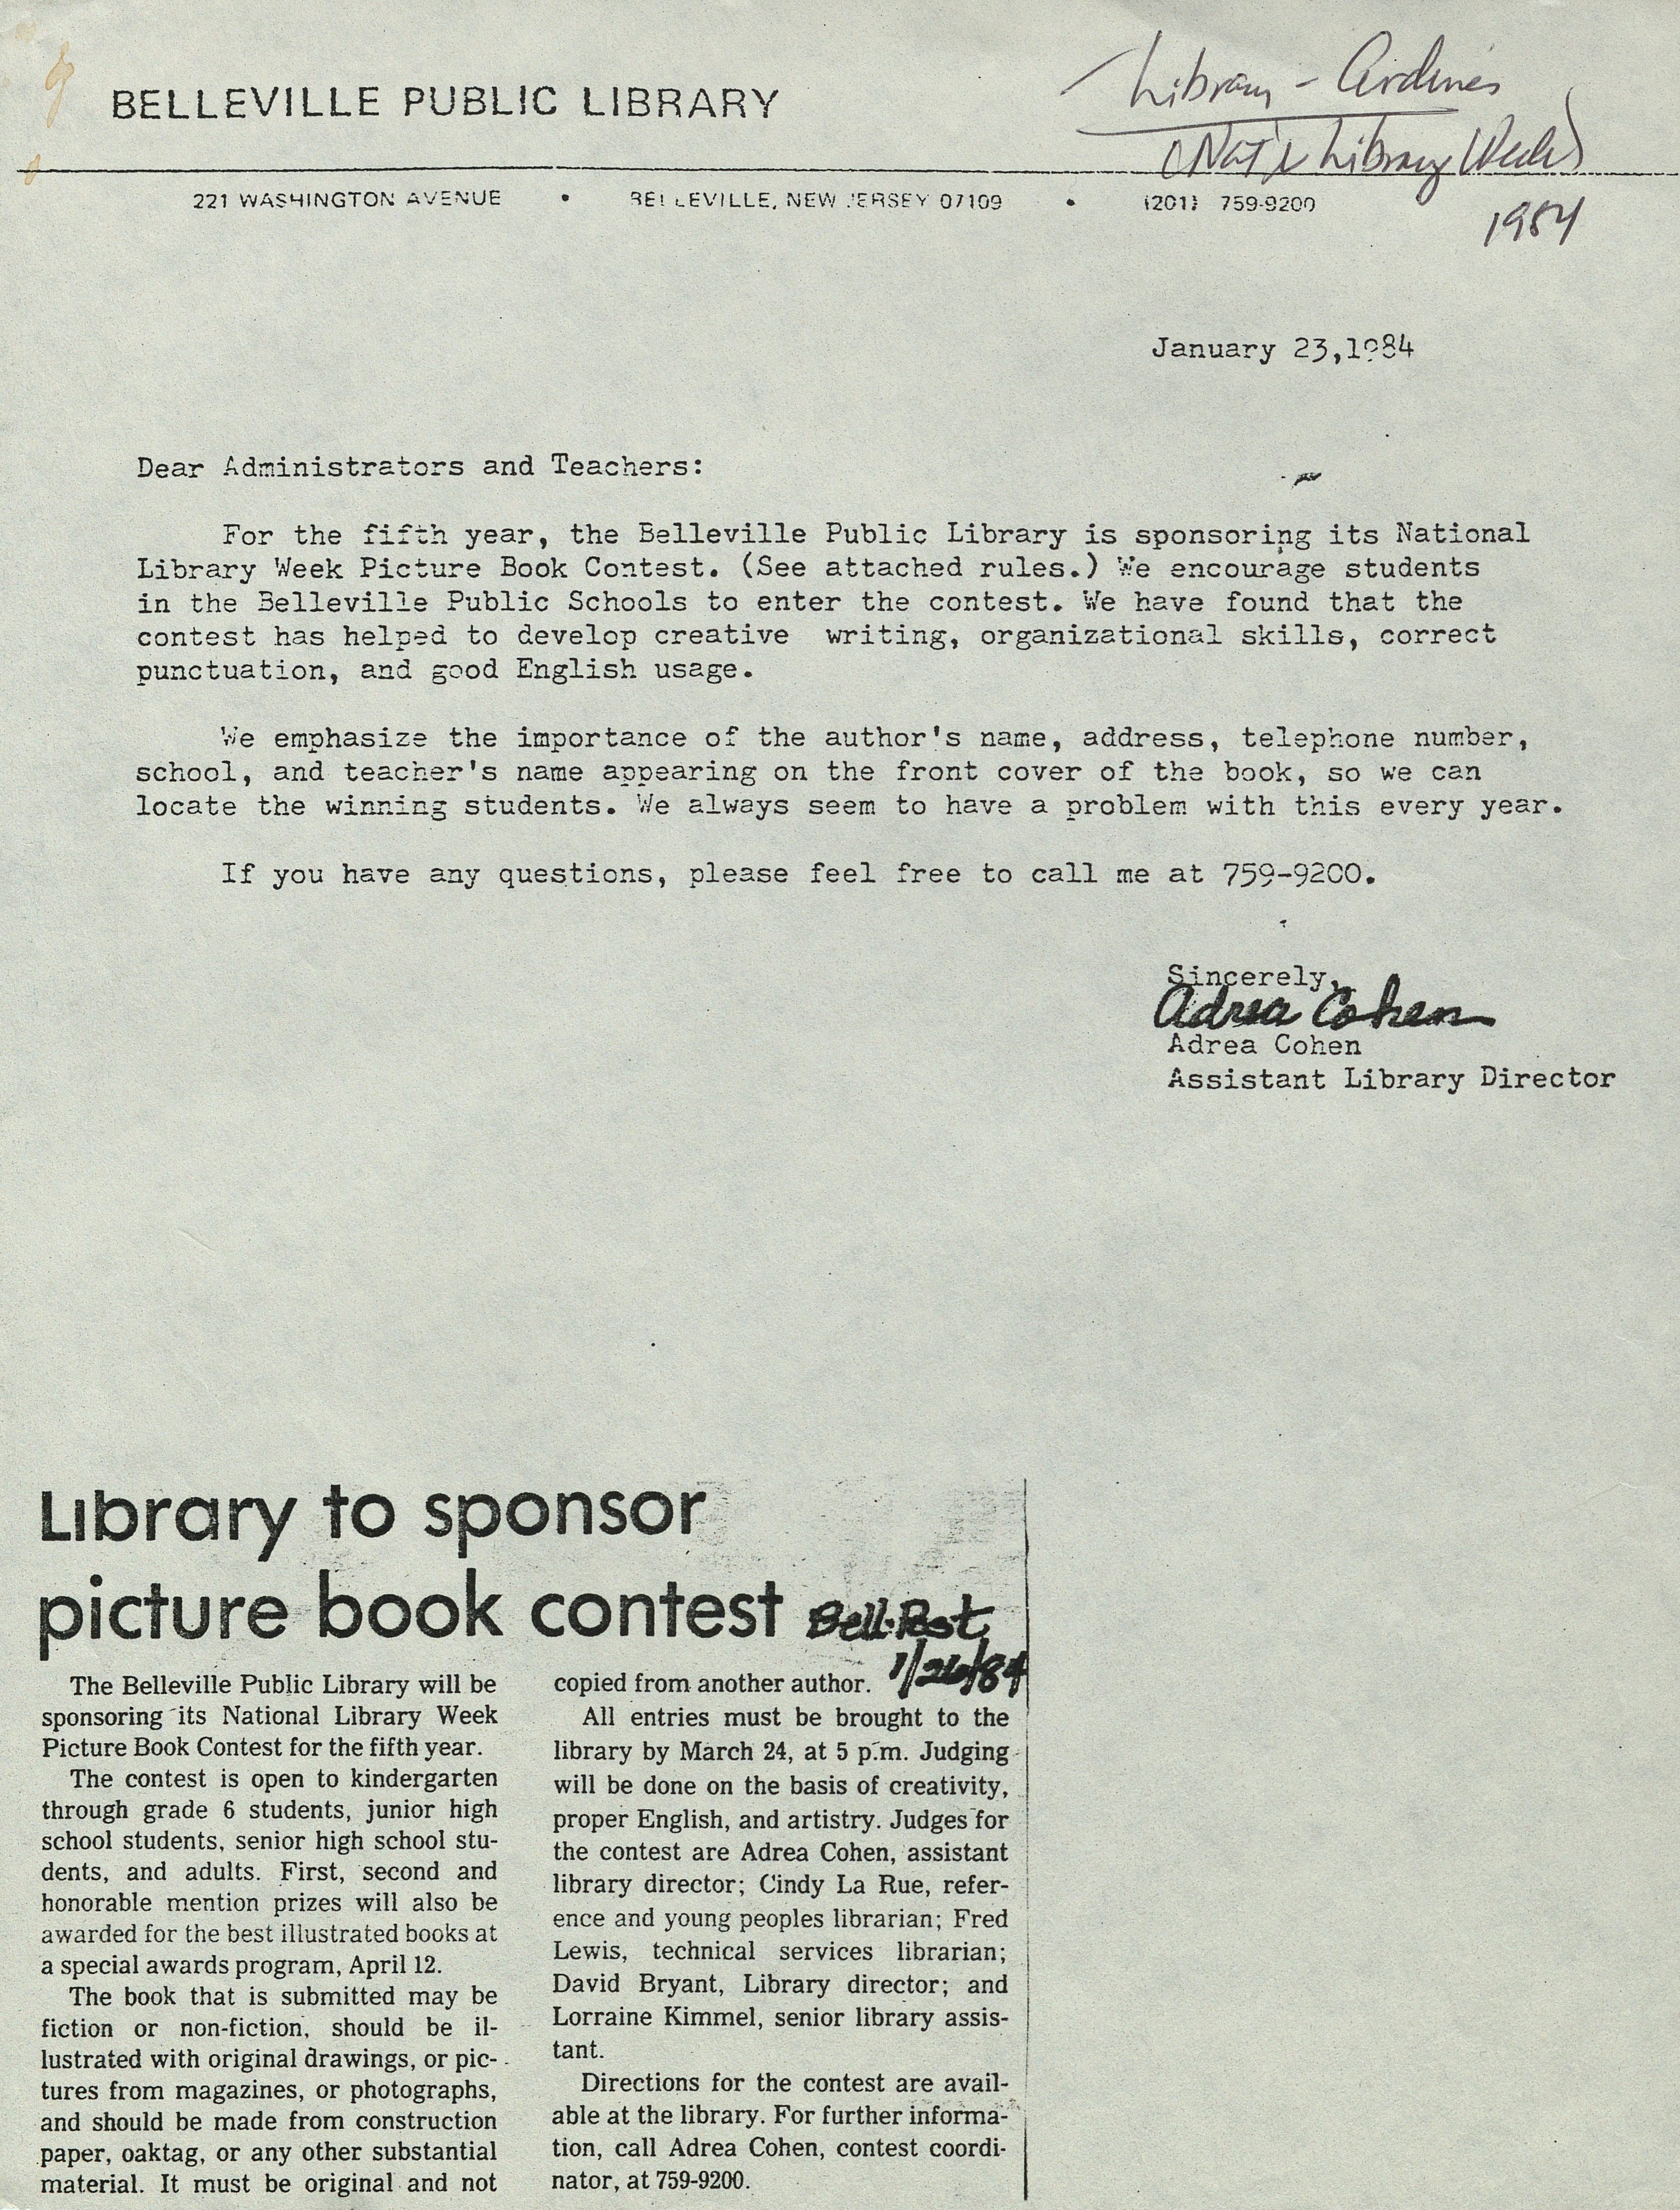 Library -
BELLEVILLE PUBLIC LIBRARY
(Nat'l Library Week)
221 WASHINGTON AVENUE • BELLEVILLE, NEW JERSEY 07109 • (201) 759-9200
1984
January 23,1984
Dear Administrators and Teachers:
For the fifth year, the Belleville Public Library is sponsoring its National
Library Week Picture Book Contest. (See attached rules.) We encourage students
in the Belleville Public Schools to enter the contest. We have found that the
contest has helped to develop creative writing, organizational skills, correct
punctuation, and good English usage.
We emphasize the importance of the author's name, address, telephone number,
school, and teacher's name appearing on the front cover of the book, so we can
locate the winning students. We always seem to have a problem with this every year.
If you have any questions, please feel free to call me at 759-9200.
Sincerely,
Adrea Cohen
Adrea Cohen
Assistant Library Director
Library to sponsor
picture book contest
Bell. Post
1/26/84
The Belleville Public Library will be
sponsoring its National Library Week
Picture Book Contest for the fifth year.
The contest is open to kindergarten
through grade 6 students, junior high
school students, senior high school stu-
dents, and adults. First, second and
honorable mention prizes will also be
awarded for the best illustrated books at
a special awards program, April 12.
The book that is submitted may be
fiction or non-fiction, should be il-
lustrated with original drawings, or pic-
tures from magazines, or photographs,
and should be made from construction
paper, oaktag, or any other substantial
material. It must be original and not
copied from another author.
All entries must be brought to the
library by March 24, at 5 p.m. Judging
will be done on the basis of creativity,
proper English, and artistry. Judges for
the contest are Adrea Cohen, assistant
library director; Cindy La Rue, refer-
ence and young peoples librarian; Fred
Lewis, technical services librarian;
David Bryant, Library director; and
Lorraine Kimmel, senior library assis-
tant.
Directions for the contest are avail-
able at the library. For further informa-
tion, call Adrea Cohen, contest coordi-
nator, at 759-9200.